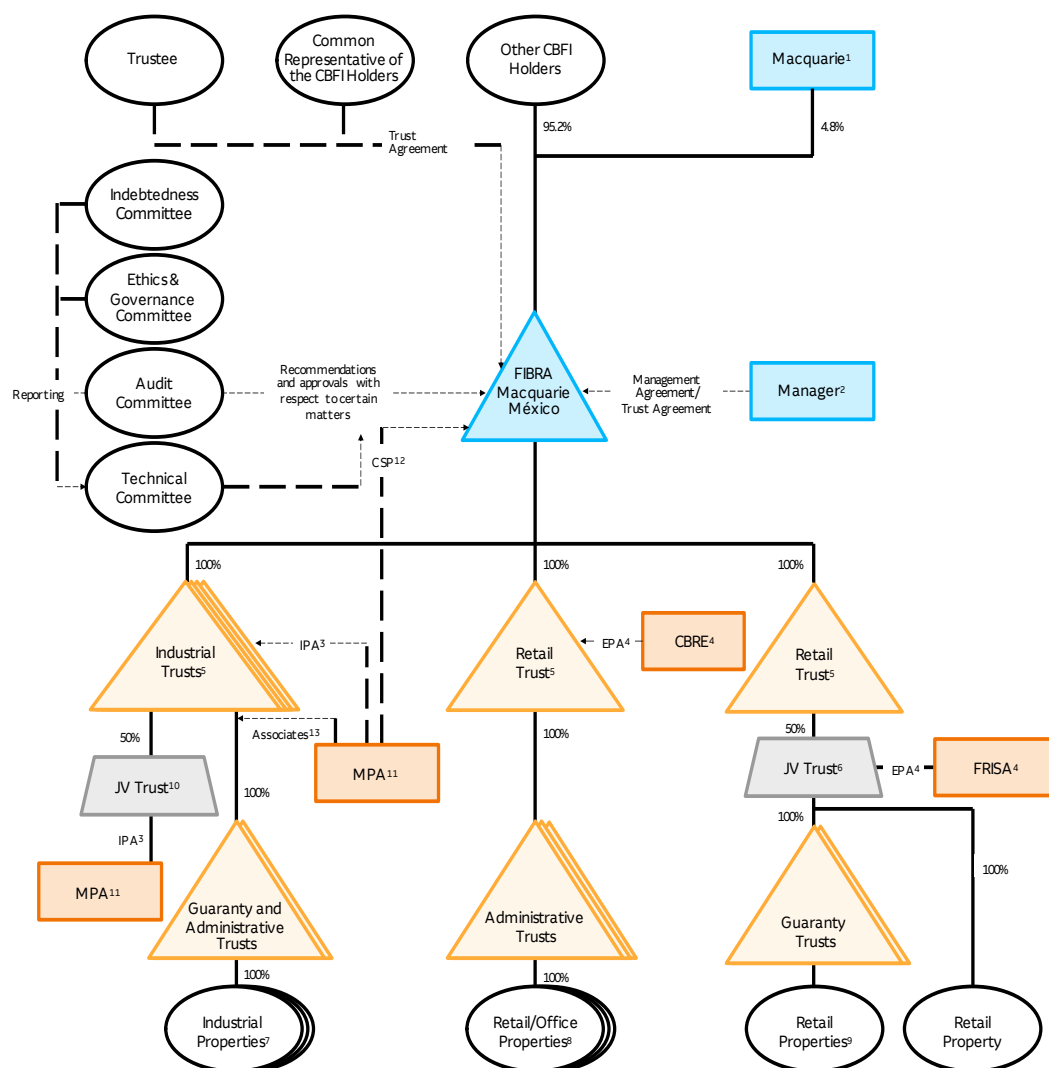 Trustee
Common
Representative of
the CBFI Holders
Other CBFI
Holders
Macquarie¹
95.2%
4.8%
Trust
Agreement
Indebtedness
Committee
Ethics &
Governance
Committee
Reporting
Audit
Committee
Recommendations
and approvals with
respect to certain
matters
FIBRA
Macquarie
México
Management
Agreement/
Trust Agreement
Manager²
CSP¹²
Technical
Committee
100%
100%
100%
Industrial
Trusts⁵
IPA³
Retail
Trust⁵
EPA⁴
CBRE⁴
Retail
Trust⁵
50%
Associates¹³
100%
50%
JV Trust¹⁰
MPA¹¹
JV Trust⁶
EPA⁴
FRISA⁴
100%
100%
IPA³
MPA¹¹
100%
Guaranty and
Administrative
Trusts
Administrative
Trusts
Guaranty
Trusts
100%
100%
Industrial
Properties⁷
Retail/Office
Properties⁸
Retail
Properties⁹
Retail
Property